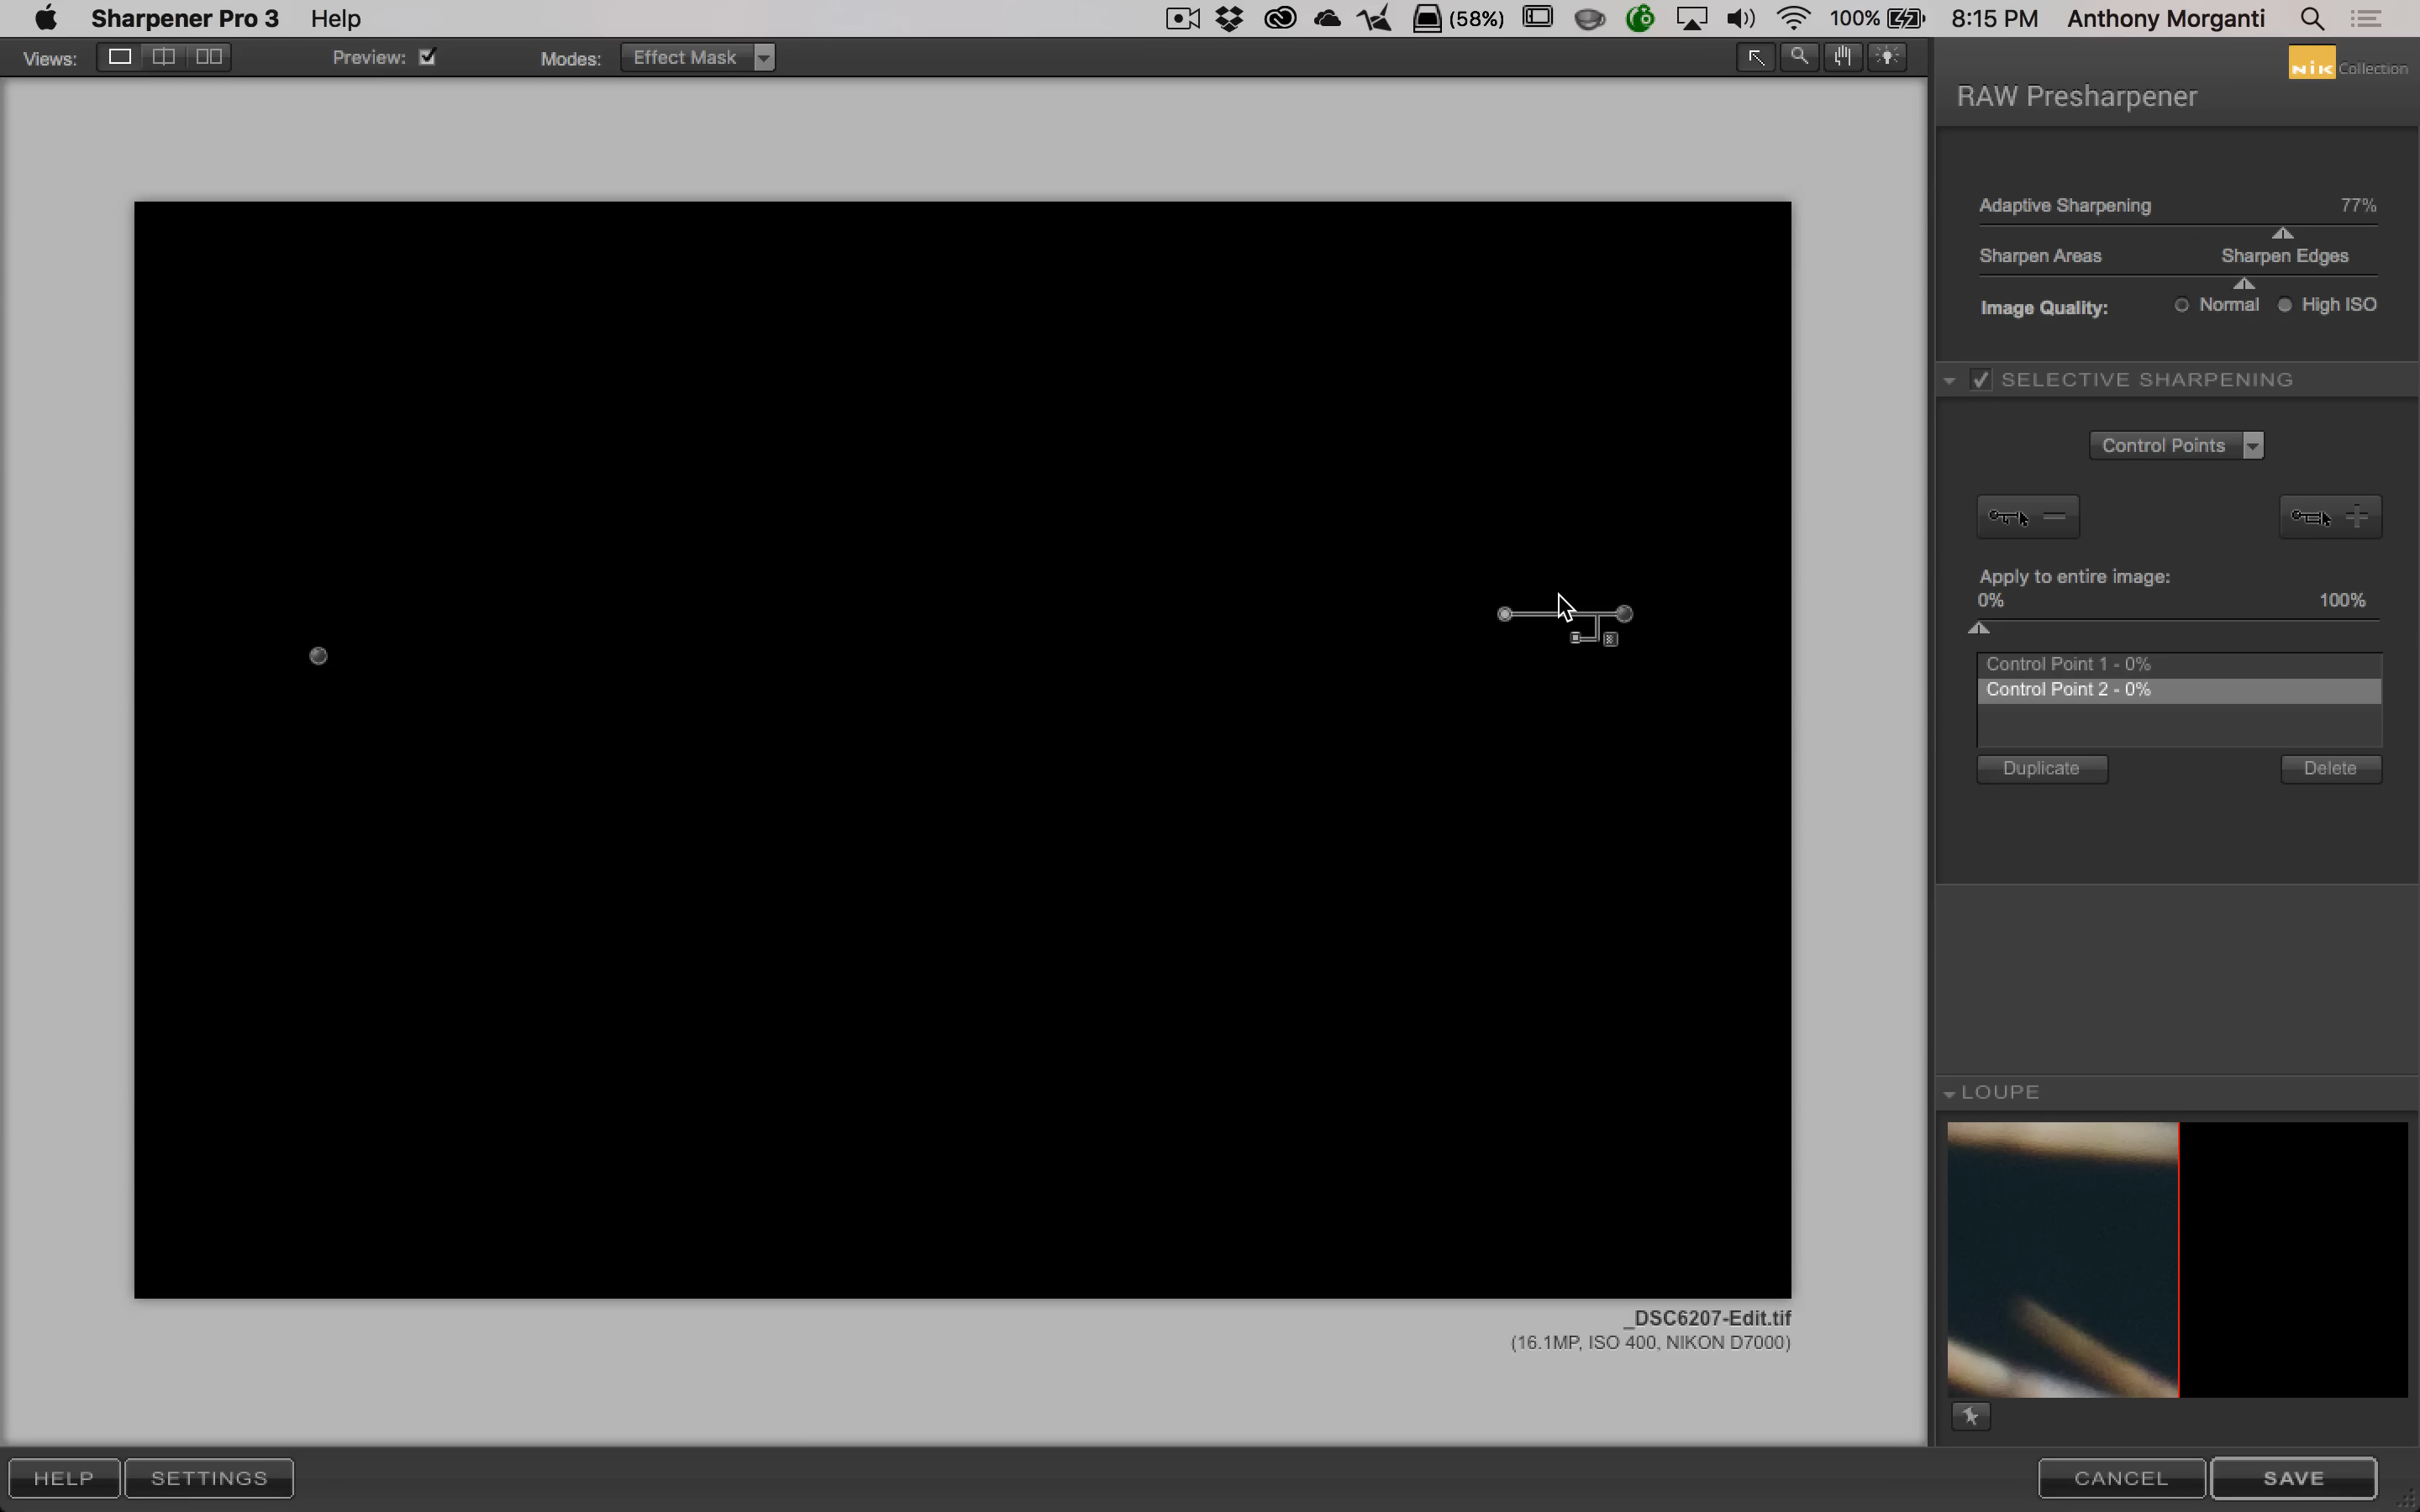 Sharpener Pro 3 Help (58%) 100% 8:15 PM Anthony Morganti
Views: Preview: Modes: Effect Mask
Nik Collection
RAW Presharpener
Adaptive Sharpening 77%
Sharpen Areas Sharpen Edges
Image Quality: Normal High ISO
SELECTIVE SHARPENING
Control Points
Apply to entire image:
0% 100%
Control Point 1 - 0%
Control Point 2 - 0%
Duplicate Delete
LOUPE
_DSC6207-Edit.tif
(16.1MP, ISO 400, NIKON D7000)
HELP SETTINGS CANCEL SAVE